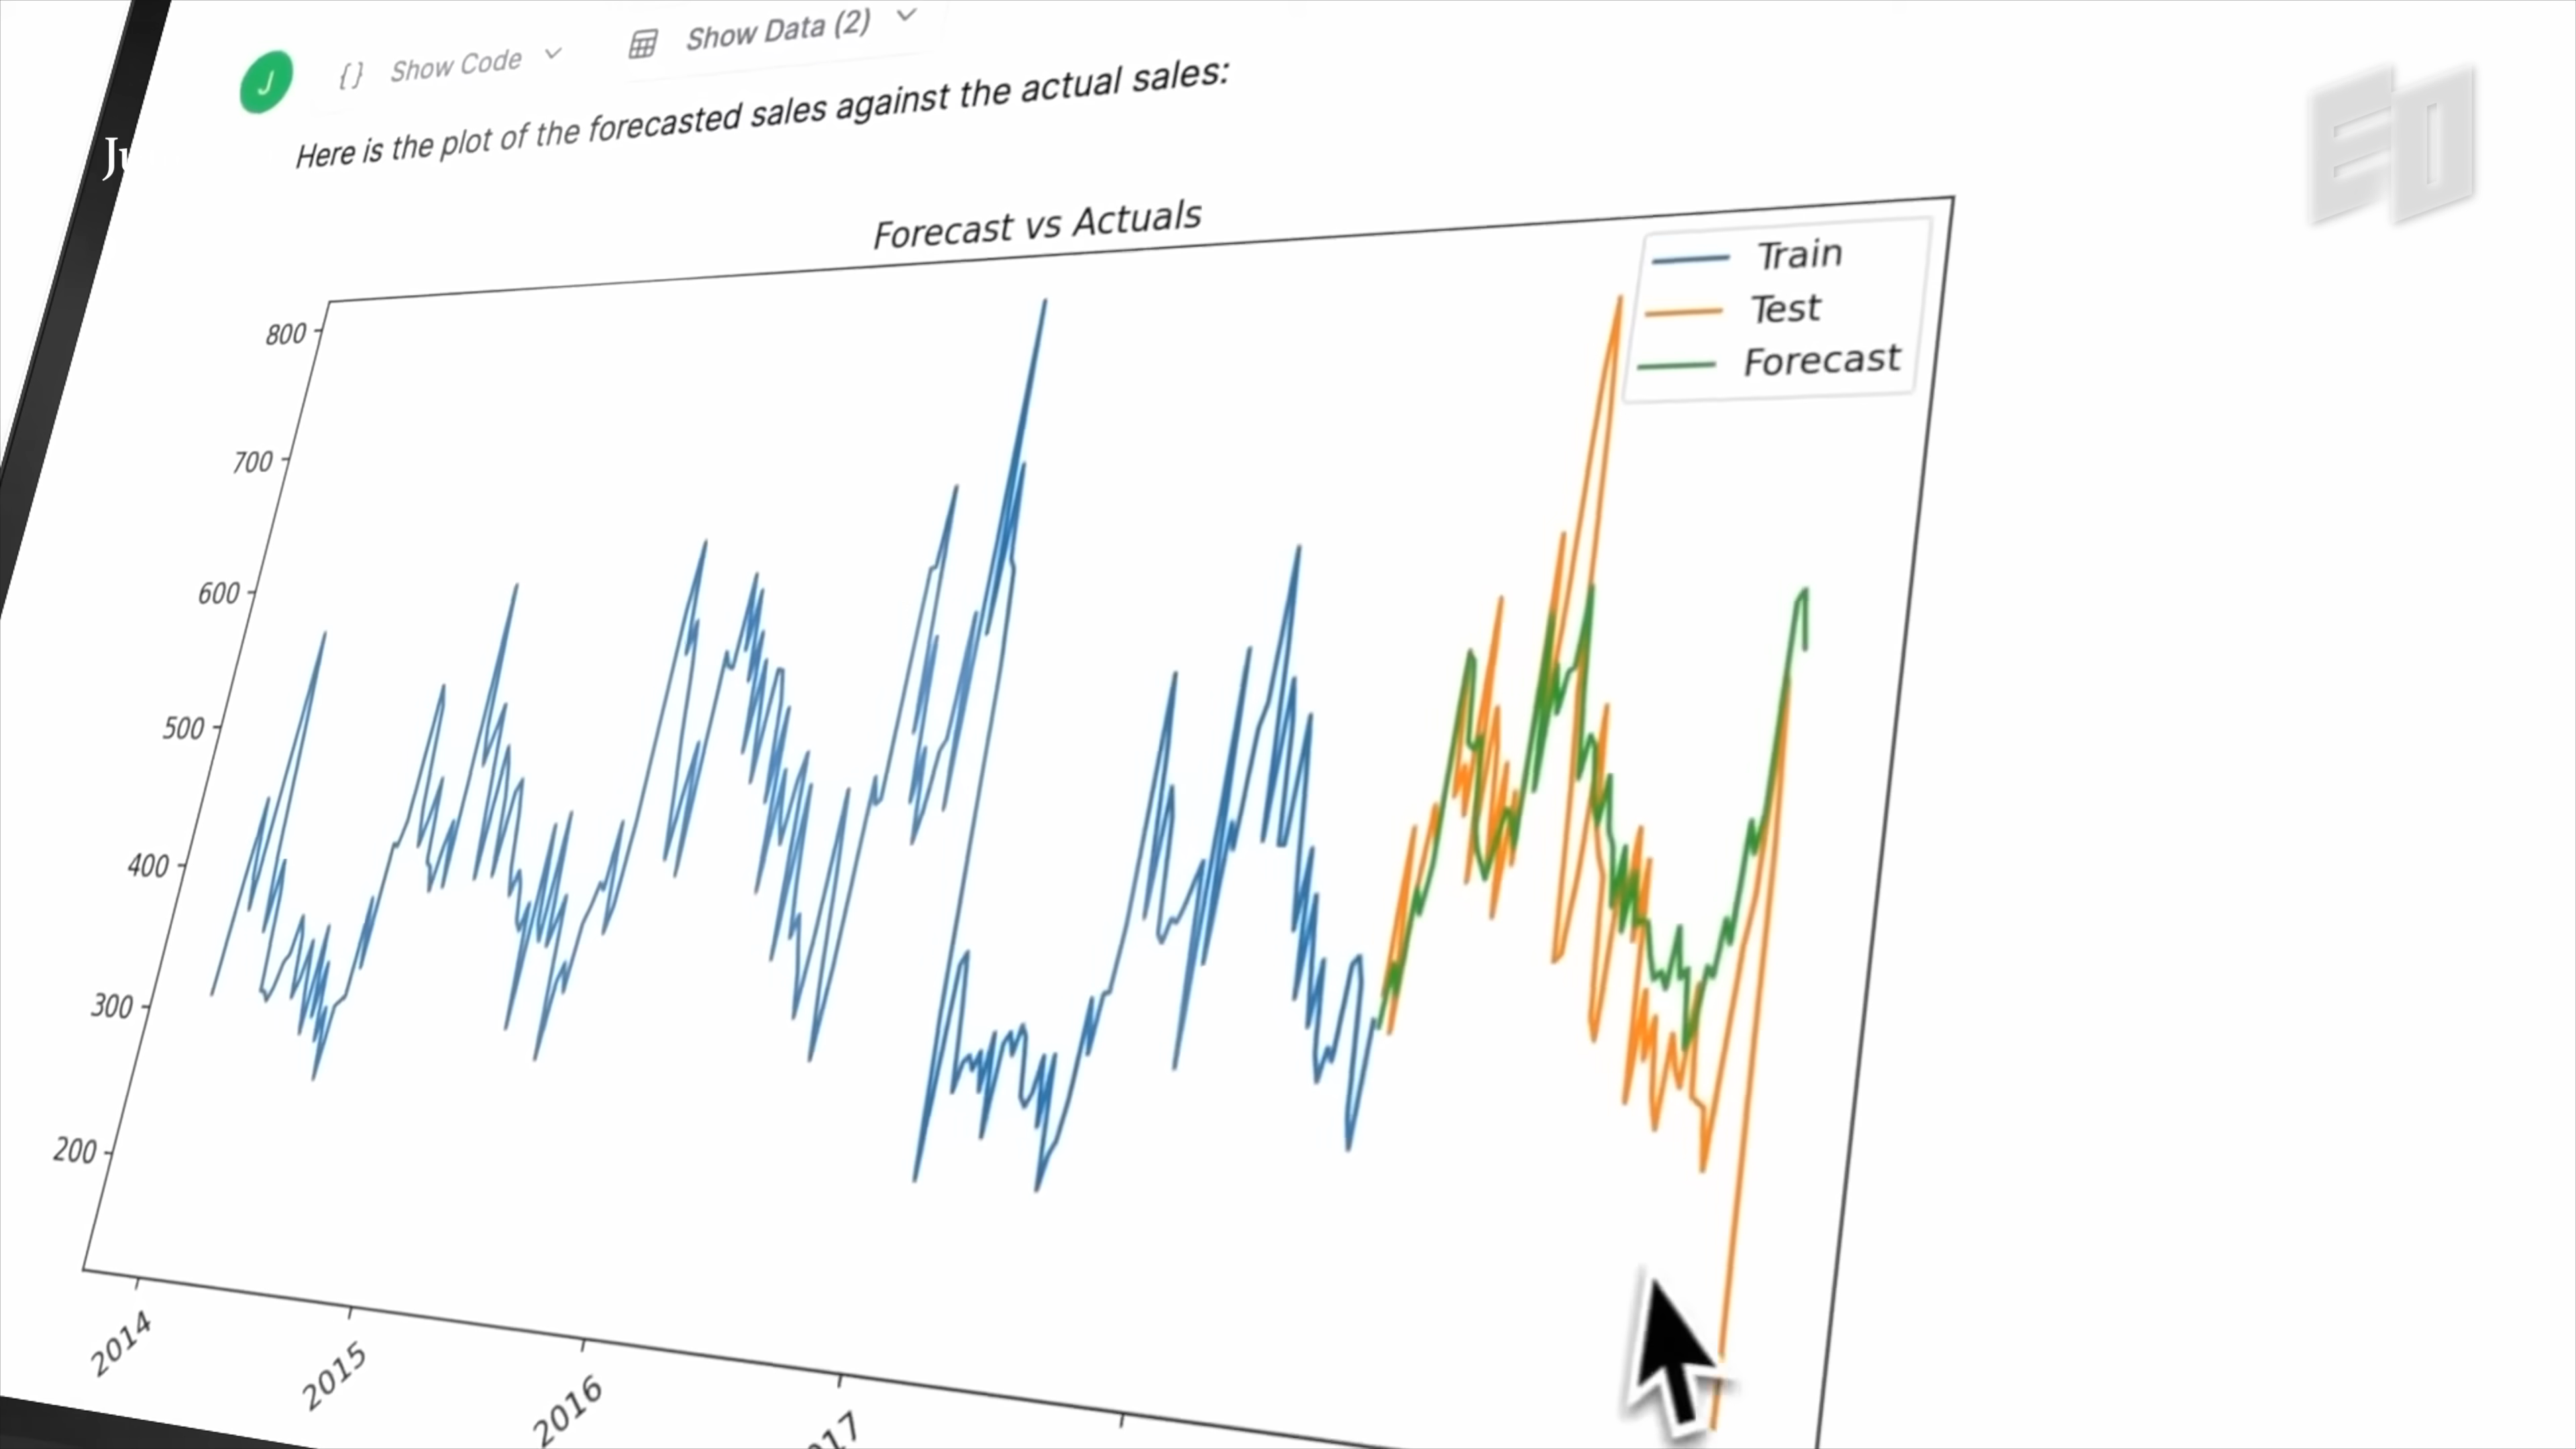 {} Show Code
Show Data (2)
J
Here is the plot of the forecasted sales against the actual sales:
EO
Forecast vs Actuals
Train
Test
Forecast
800
700
600
500
400
300
200
2014
2015
2016